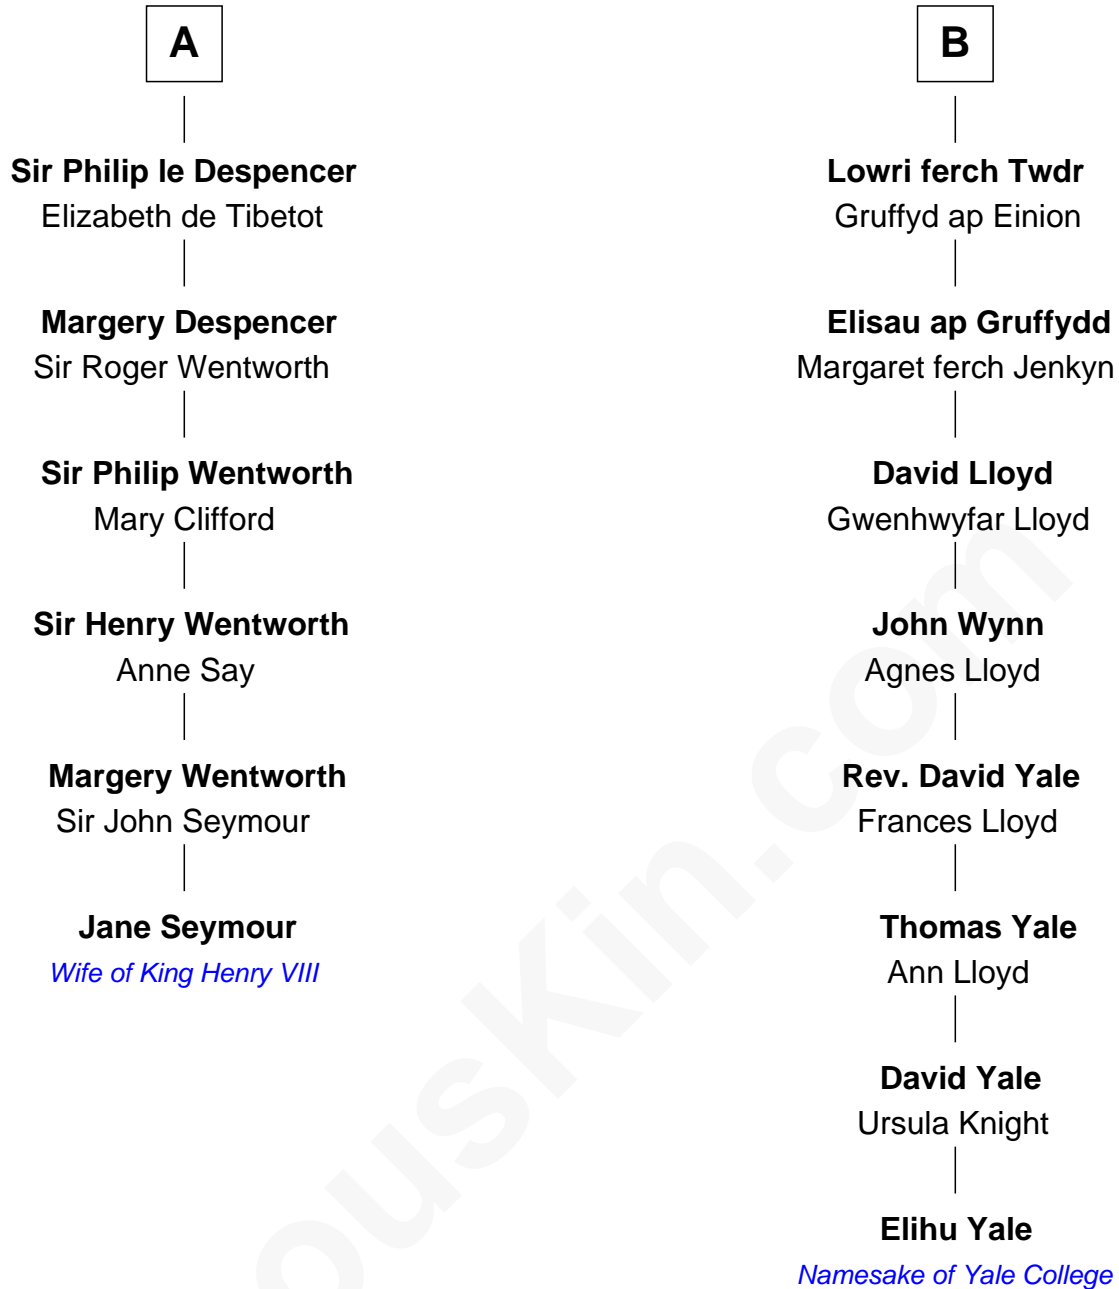 A
Sir Philip le Despencer
Elizabeth de Tibetot
Margery Despencer
Sir Roger Wentworth
Sir Philip Wentworth
Mary Clifford
Sir Henry Wentworth
Anne Say
Margery Wentworth
Sir John Seymour
Jane Seymour
Wife of King Henry VIII
B
Lowri ferch Twdr
Gruffyd ap Einion
Elisau ap Gruffydd
Margaret ferch Jenkyn
David Lloyd
Gwenhwyfar Lloyd
John Wynn
Agnes Lloyd
Rev. David Yale
Frances Lloyd
Thomas Yale
Ann Lloyd
David Yale
Ursula Knight
Elihu Yale
Namesake of Yale College
ousKin.com